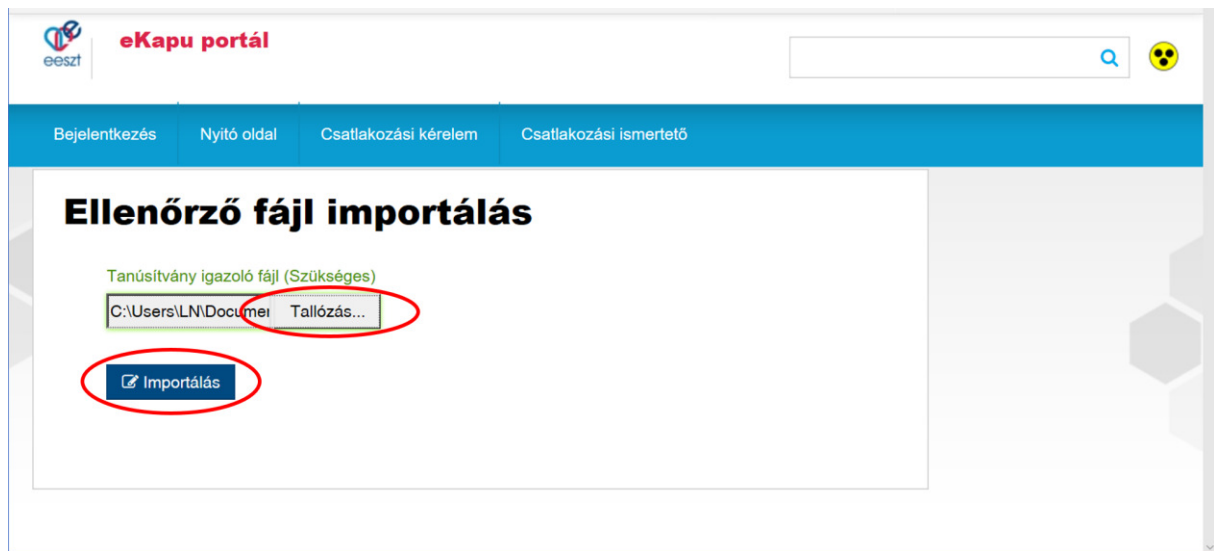 eeszt
eKapu portál
Bejelentkezés Nyitó oldal Csatlakozási kérelem Csatlakozási ismertető
Ellenőrző fájl importálás
Tanúsítvány igazoló fájl (Szükséges)
C:\Users\LN\Documer Tallózás...
Importálás